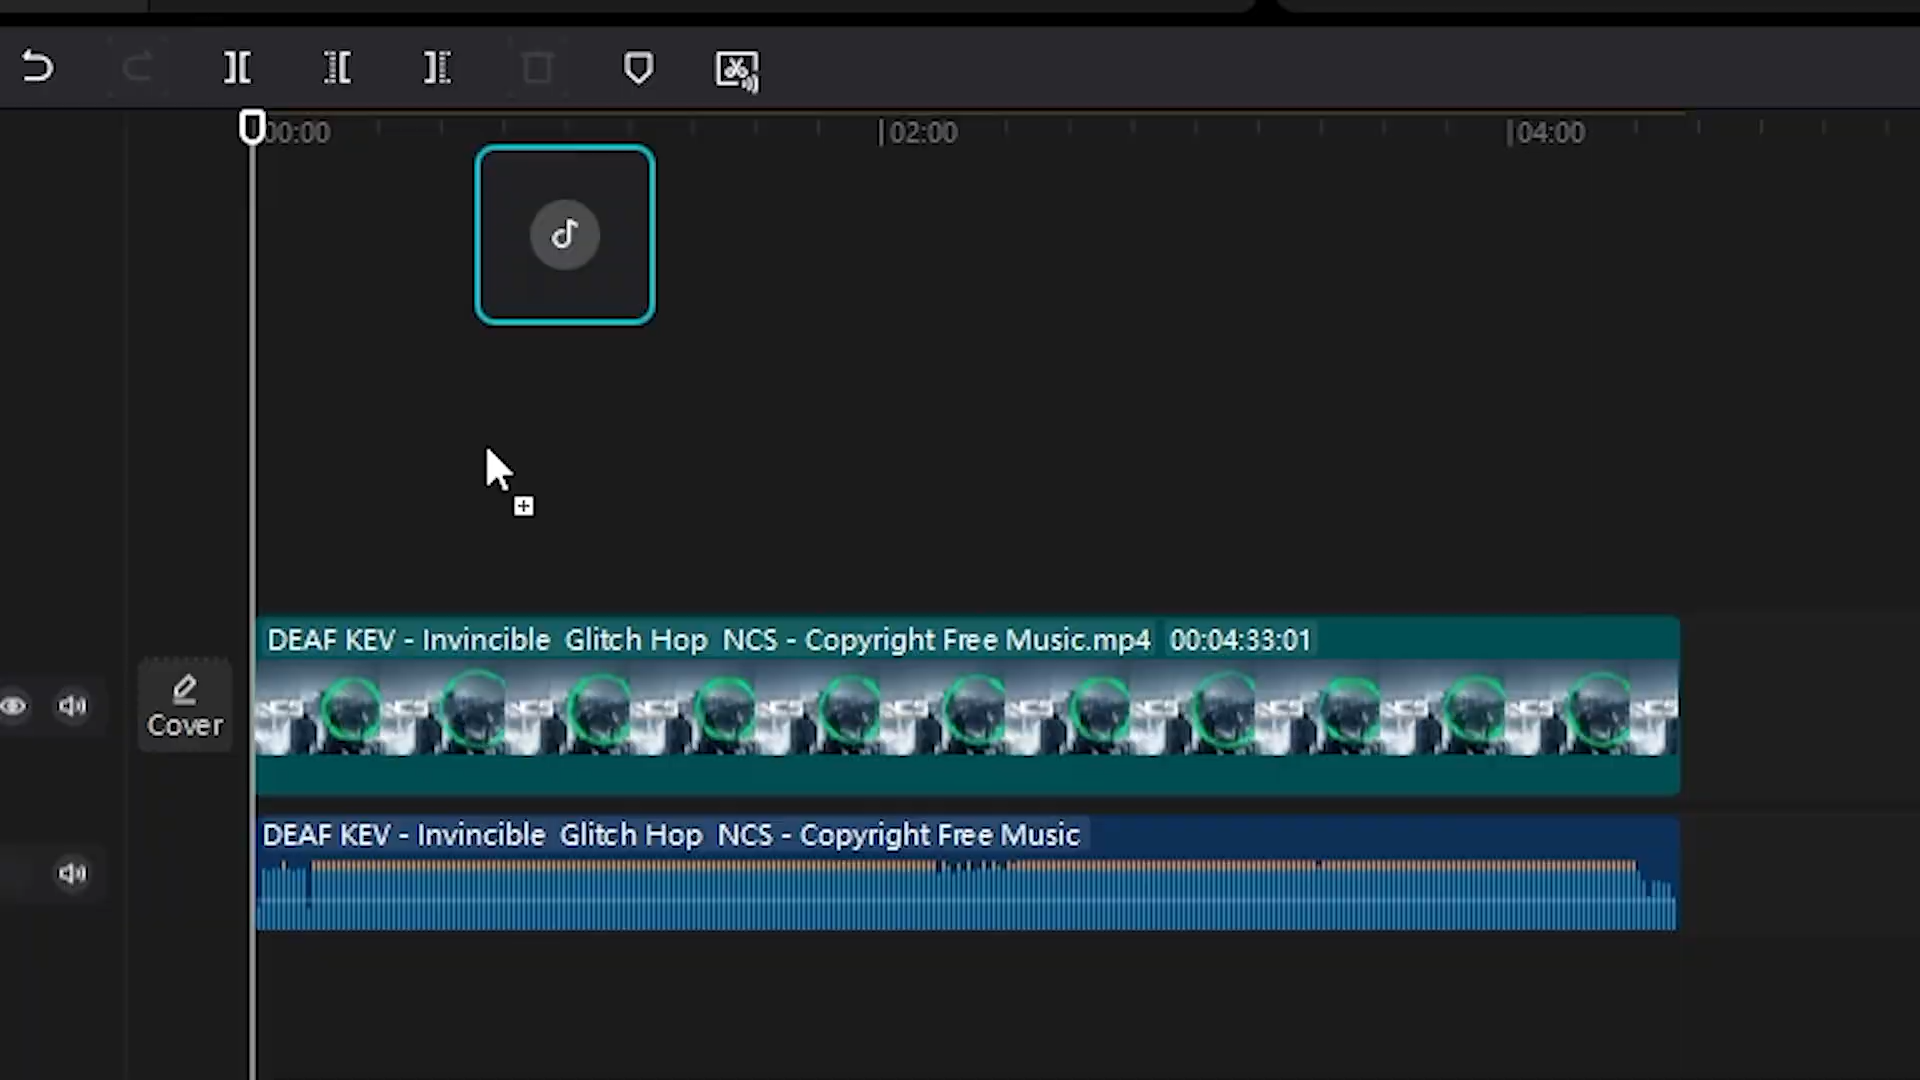 00:00
02:00
04:00
DEAF KEV - Invincible Glitch Hop NCS - Copyright Free Music.mp4 00:04:33:01
Cover
DEAF KEV - Invincible Glitch Hop NCS - Copyright Free Music